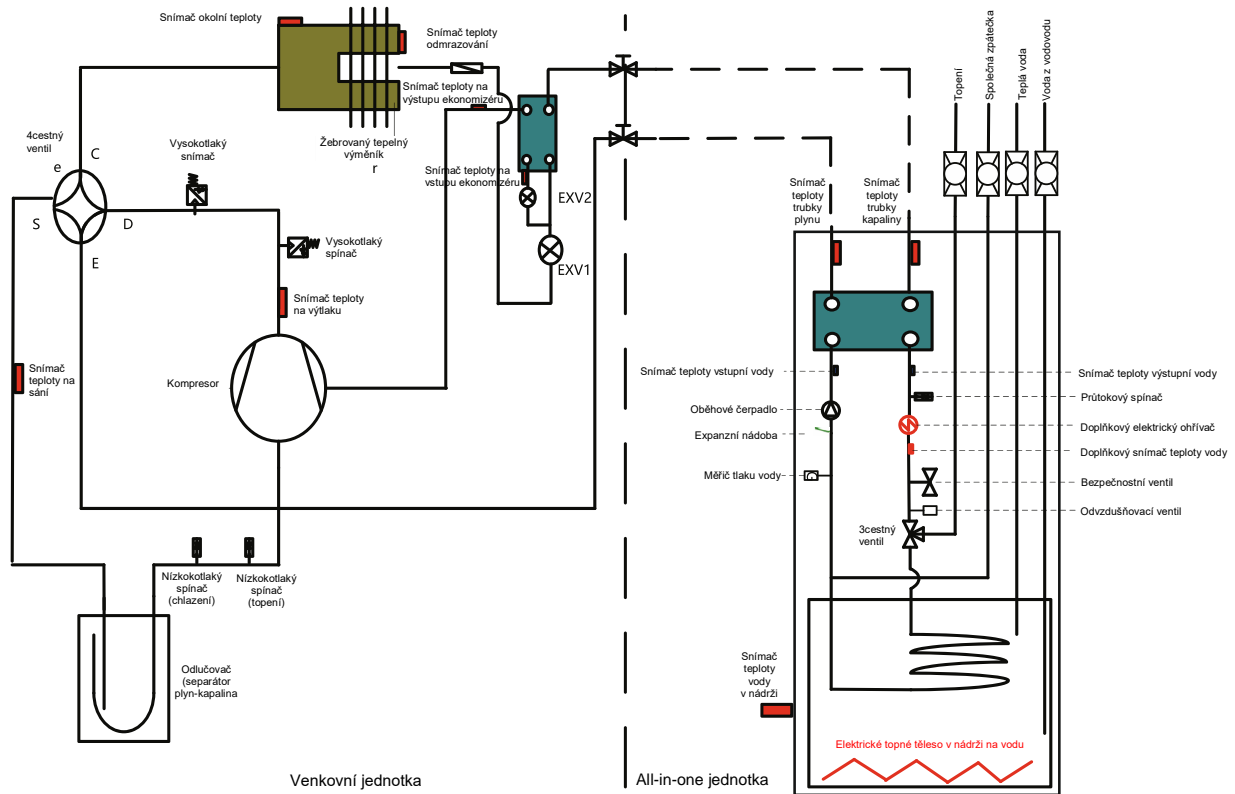 Snímač okolní teploty
Snímač teploty
odmrazování
Snímač teploty na
výstupu ekonomizéru
4cestný
ventil
e
C
S
D
E
Vysokotlaký
snímač
Žebrovaný tepelný
výměník
r
Snímač teploty na
vstupu ekonomizéru
EXV2
EXV1
Vysokotlaký
spínač
Snímač teploty
na výtlaku
Snímač
teploty na
sání
Kompresor
Nízkokotlaký
spínač
(chlazení)
Nízkokotlaký
spínač
(topení)
Odlučovač
(separátor
plyn-kapalina
Venkovní jednotka
All-in-one jednotka
Topení
Společná zpátečka
Teplá voda
Voda z vodovodu
Snímač
teploty
trubky
plynu
Snímač
teploty
trubky
kapaliny
Snímač teploty vstupní vody
Snímač teploty výstupní vody
Průtokový spínač
Oběhové čerpadlo
Doplňkový elektrický ohřívač
Expanzní nádoba
Doplňkový snímač teploty vody
Měřič tlaku vody
Bezpečnostní ventil
Odvzdušňovací ventil
3cestný
ventil
Snímač
teploty
vody
v nádrži
Elektrické topné těleso v nádrži na vodu